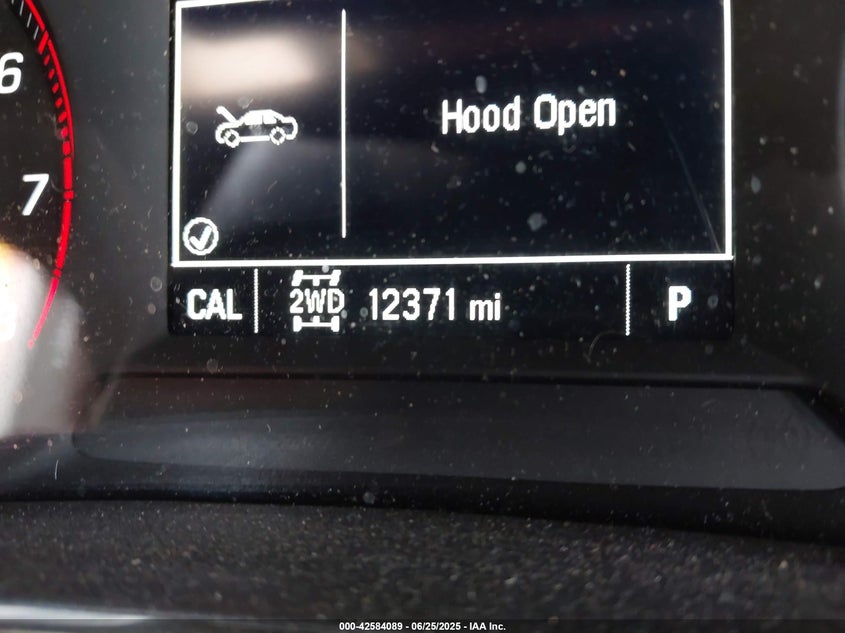 6
7
Hood Open
CAL 2WD 12371 mi P
000-42584089 - 06/25/2025 - IAA Inc.